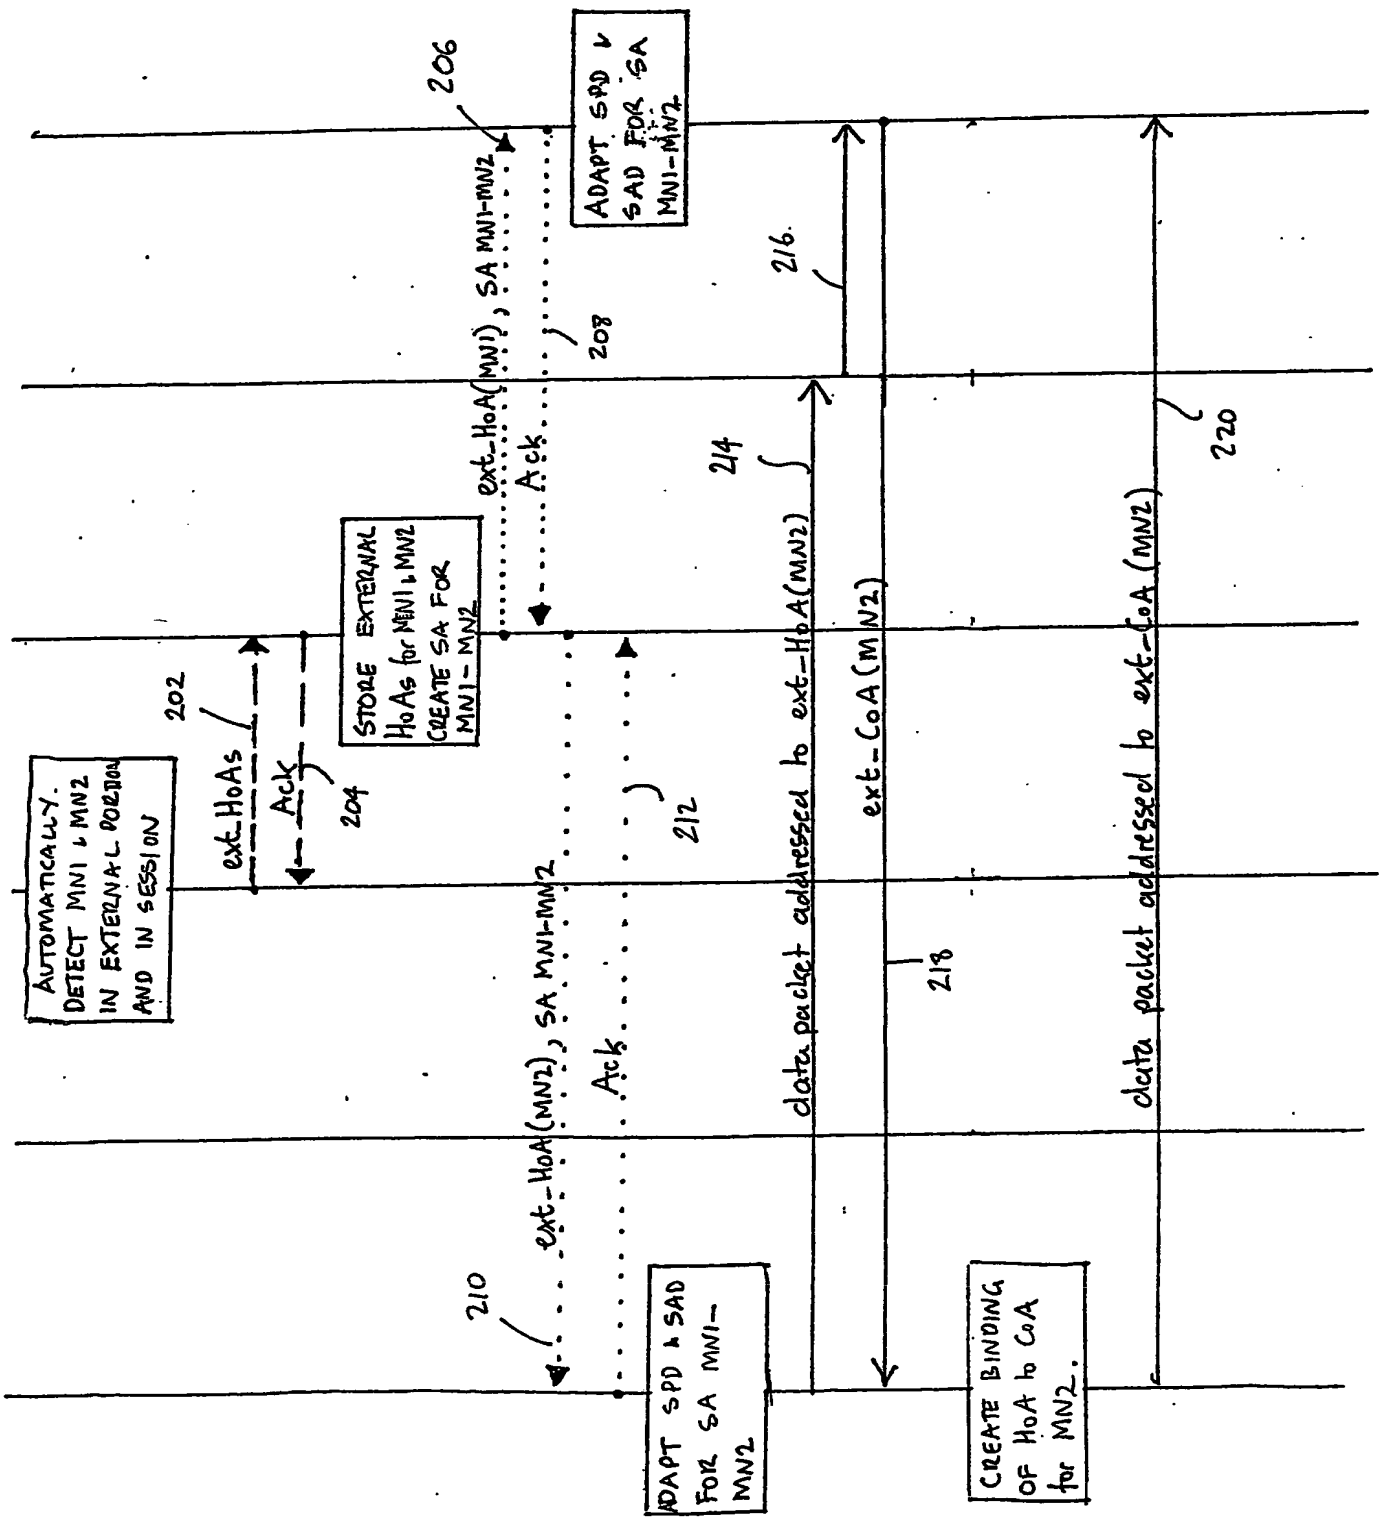 AUTOMATICALLY.
DETECT MN1 & MN2
IN EXTERNAL PORTION
AND IN SESSION
ext_HoAs
202
Ack
204
STORE EXTERNAL
HoAs for MEN1 & MN2
CREATE SA FOR
MN1-MN2
ext_HoA(MN1), SA MN1-MN2
206
Ack
208
ADAPT SPD &
SAD FOR SA
MN1-MN2
210
ext_HoA(MN2), SA MN1-MN2
Ack
212
ADAPT SPD & SAD
FOR SA MN1-
MN2
data packet addressed to ext_HoA(MN2)
214
216.
ext_CoA(MN2)
218
CREATE BINDING
OF HoA to CoA
for MN2.
data packet addressed to ext_CoA(MN2)
220